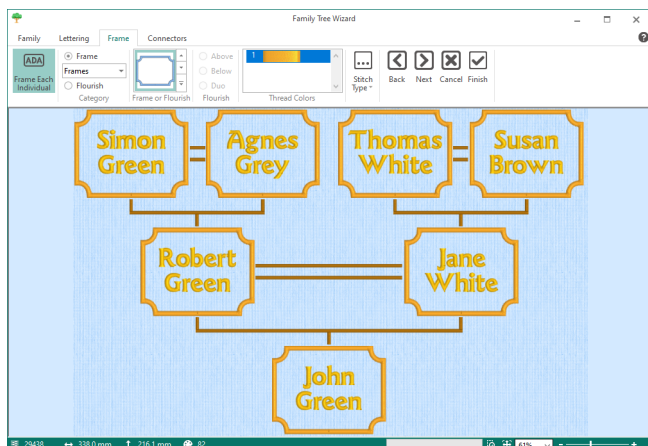 Family Tree Wizard
Family Lettering Frame Connectors
ADA
Frame Each
Individual
Frame
Frames
Flourish
Category
Frame or Flourish
Above
Below
Duo
Flourish
1
Thread Colors
Stitch
Type
Back
Next
Cancel
Finish
Simon
Green
Agnes
Grey
Thomas
White
Susan
Brown
Robert
Green
Jane
White
John
Green
29438 338.0 mm 216.1 mm 82 61%